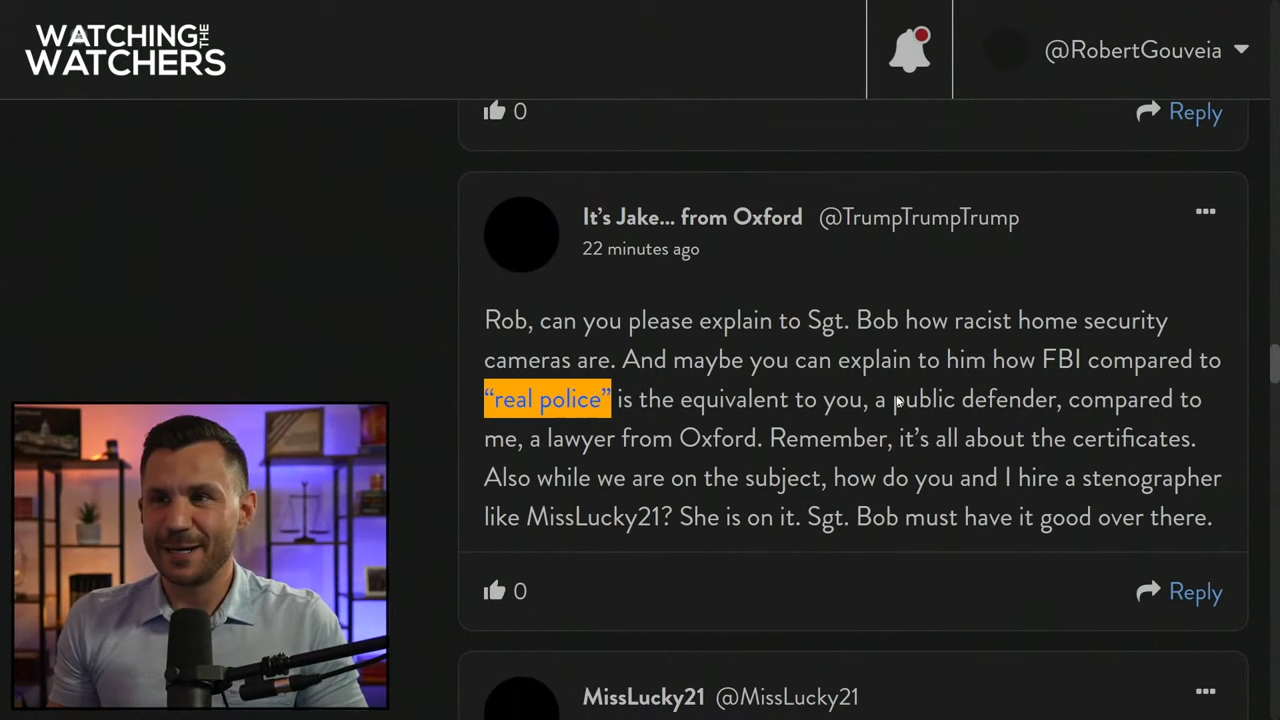 WATCHING THE
WATCHERS
@RobertGouveia
0
Reply
It’s Jake... from Oxford @TrumpTrumpTrump
22 minutes ago
Rob, can you please explain to Sgt. Bob how racist home security
cameras are. And maybe you can explain to him how FBI compared to
“real police” is the equivalent to you, a public defender, compared to
me, a lawyer from Oxford. Remember, it’s all about the certificates.
Also while we are on the subject, how do you and I hire a stenographer
like MissLucky21? She is on it. Sgt. Bob must have it good over there.
0
Reply
MissLucky21 @MissLucky21